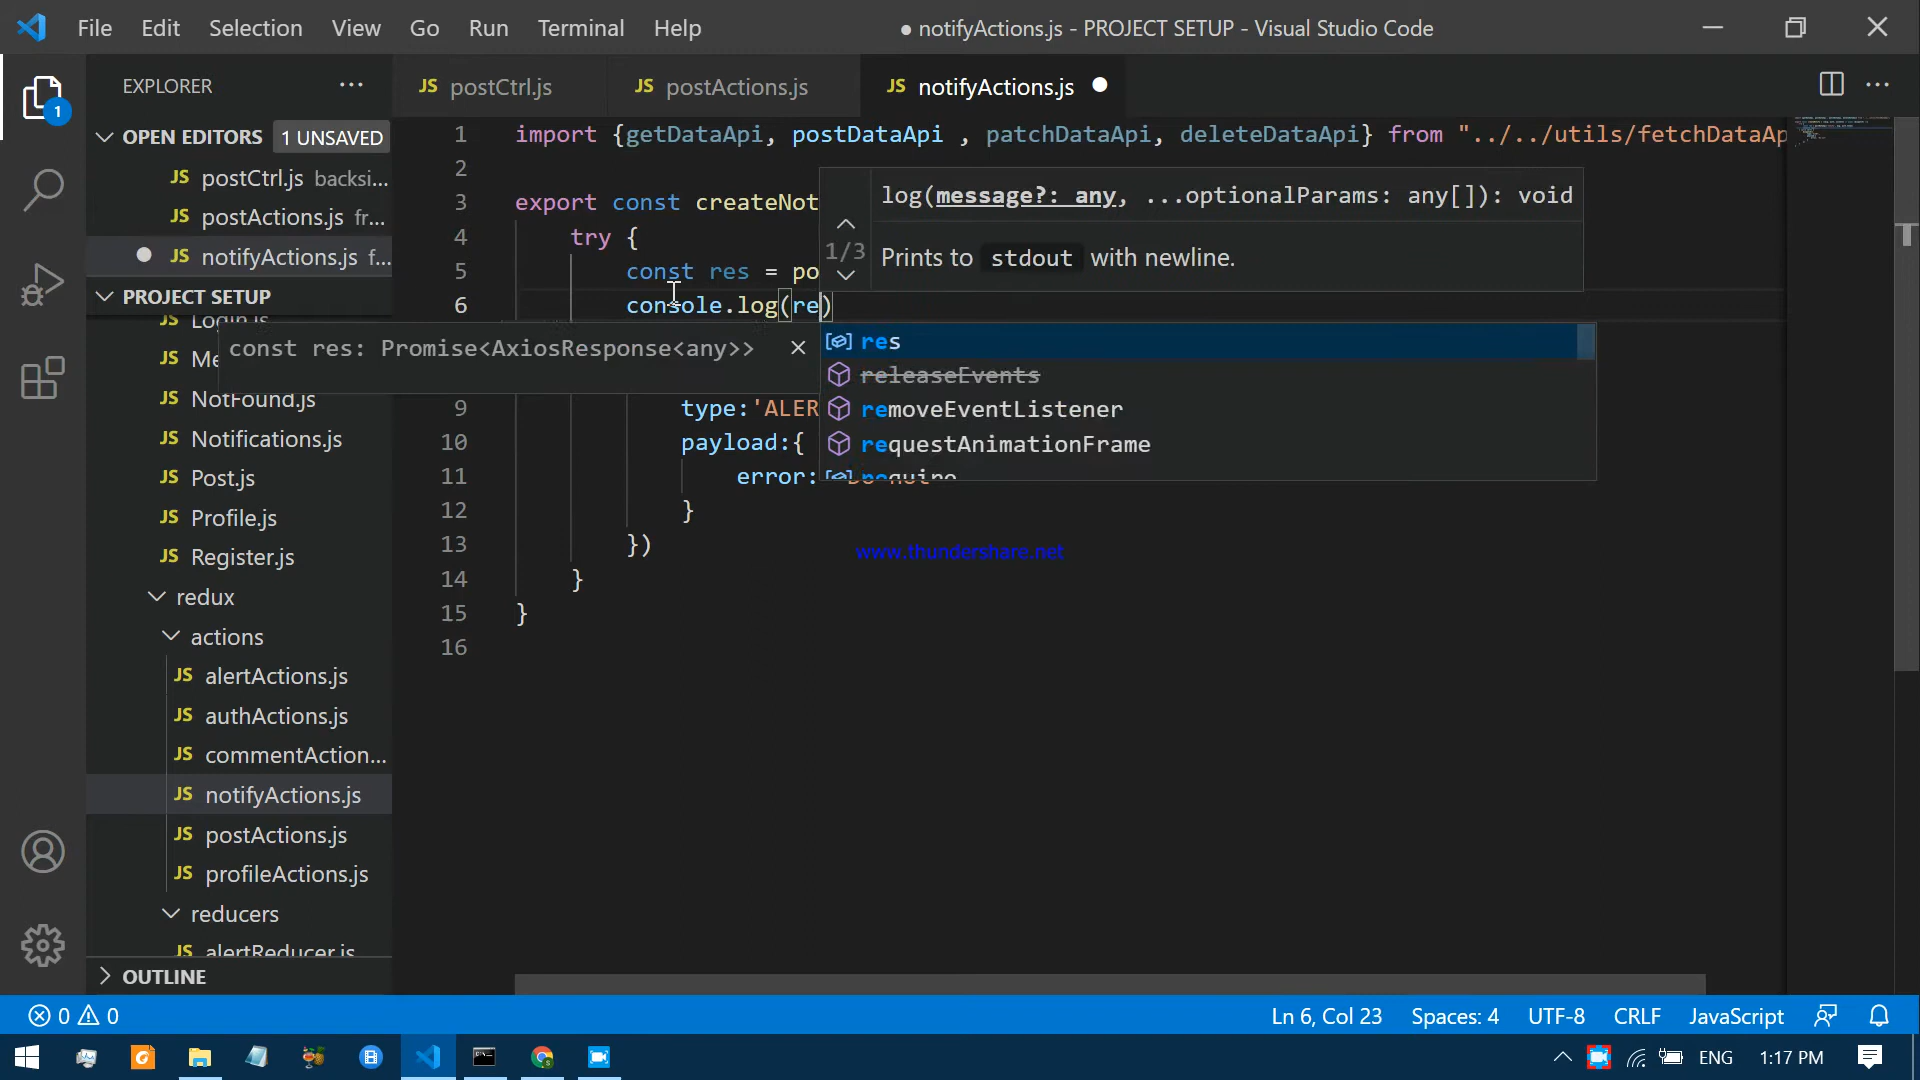 File Edit Selection View Go Run Terminal Help
● notifyActions.js - PROJECT SETUP - Visual Studio Code
EXPLORER
OPEN EDITORS 1 UNSAVED
JS postCtrl.js backsi...
JS postActions.js fr...
JS notifyActions.js f...
PROJECT SETUP
Login.js
Me
JS NotFound.js
JS Notifications.js
JS Post.js
JS Profile.js
JS Register.js
redux
actions
JS alertActions.js
JS authActions.js
JS commentAction...
JS notifyActions.js
JS postActions.js
JS profileActions.js
reducers
JS alertReducer.js
OUTLINE
JS postCtrl.js JS postActions.js JS notifyActions.js
1 import {getDataApi, postDataApi , patchDataApi, deleteDataApi} from "../../utils/fetchDataAp
2
3 export const createNot
4 try {
5 const res = po
6 console.log(re)
9 type:'ALER
10 payload:{
11 error:
12 }
13 })
14 }
15 }
16
log(message?: any, ...optionalParams: any[]): void
1/3
Prints to stdout with newline.
const res: Promise<AxiosResponse<any>>
res
releaseEvents
removeEventListener
requestAnimationFrame
require
www.thundershare.net
1
0 0
Ln 6, Col 23 Spaces: 4 UTF-8 CRLF JavaScript
ENG 1:17 PM